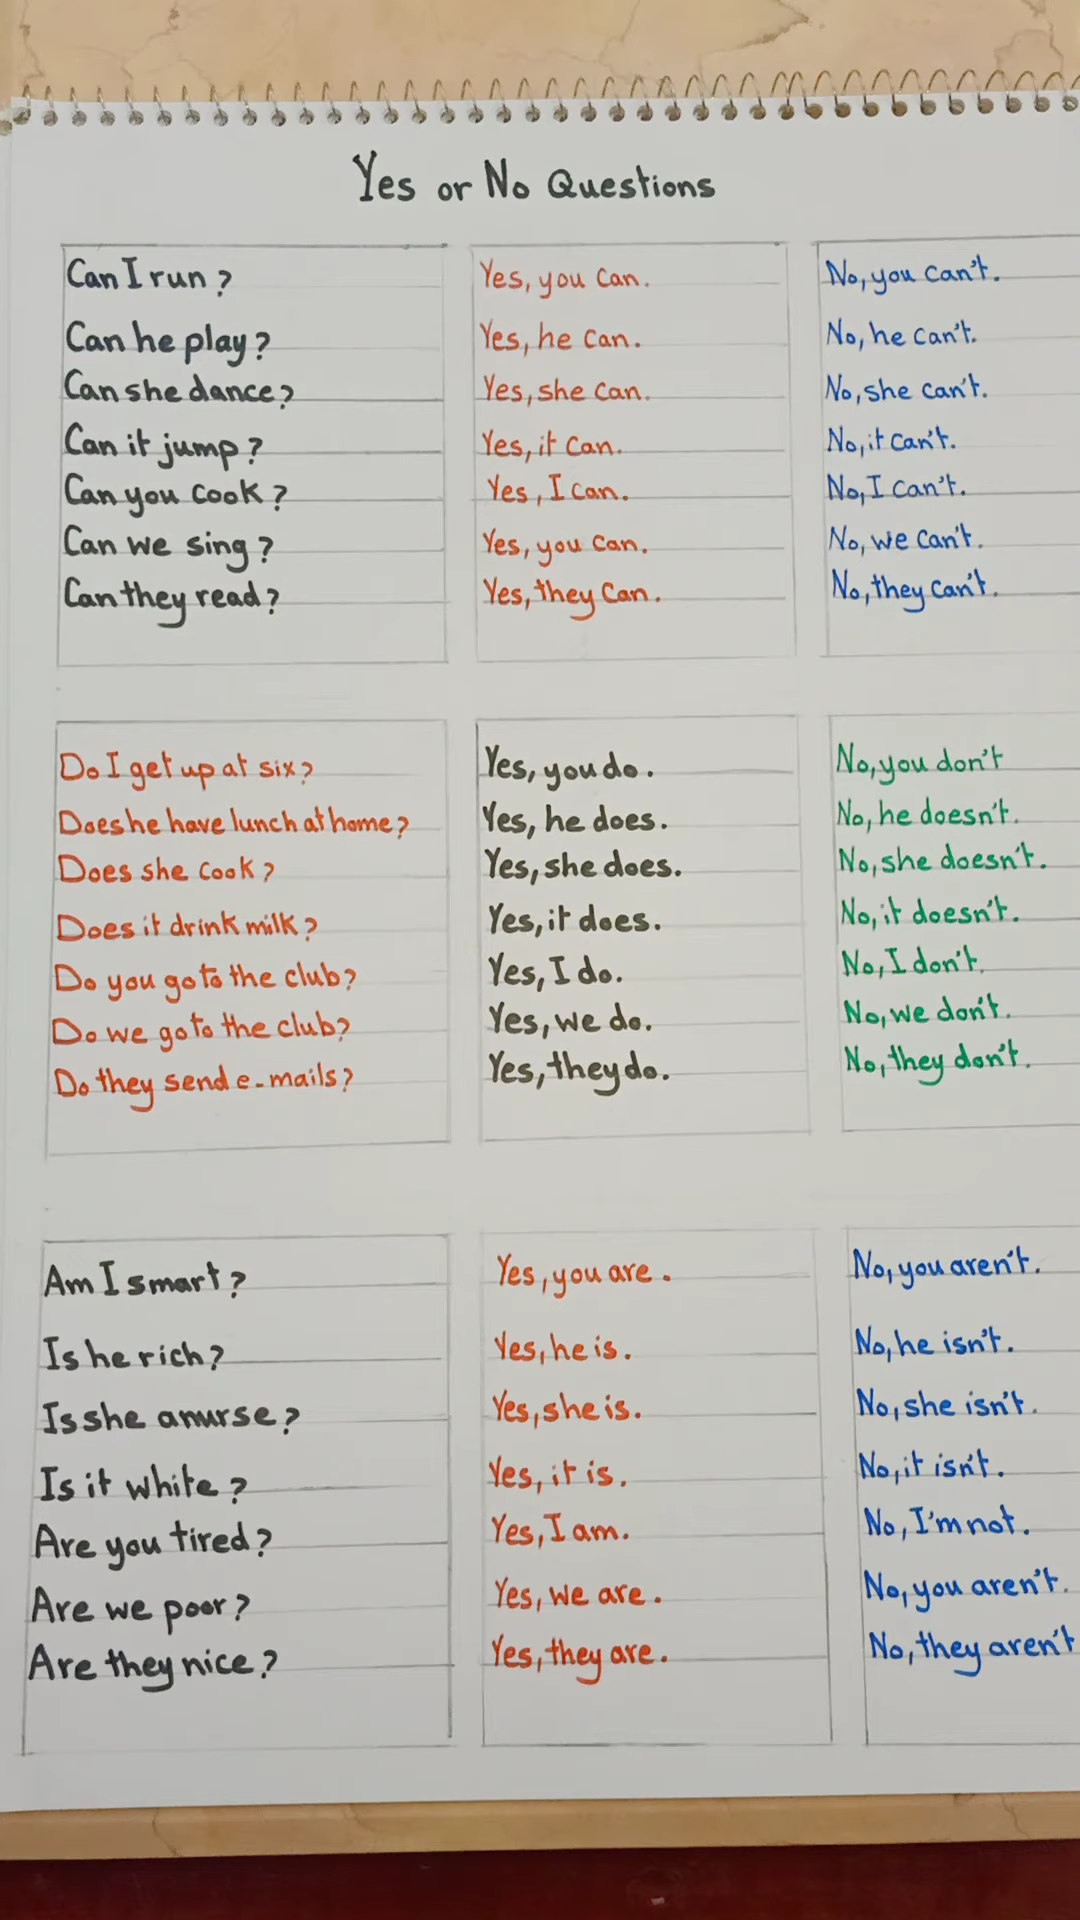 Yes or No Questions
Can I run? Yes, you can. No, you can't.
Can he play? Yes, he can. No, he can't.
Can she dance? Yes, she can. No, she can't.
Can it jump? Yes, it can. No, it can't.
Can you cook? Yes, I can. No, I can't.
Can we sing? Yes, you can. No, we can't.
Can they read? Yes, they can. No, they can't.
Do I get up at six? Yes, you do. No, you don't
Does he have lunch at home? Yes, he does. No, he doesn't.
Does she cook? Yes, she does. No, she doesn't.
Does it drink milk? Yes, it does. No, it doesn't.
Do you go to the club? Yes, I do. No, I don't.
Do we go to the club? Yes, we do. No, we don't.
Do they send e-mails? Yes, they do. No, they don't.
Am I smart? Yes, you are. No, you aren't.
Is he rich? Yes, he is. No, he isn't.
Is she a nurse? Yes, she is. No, she isn't.
Is it white? Yes, it is. No, it isn't.
Are you tired? Yes, I am. No, I'm not.
Are we poor? Yes, we are. No, you aren't.
Are they nice? Yes, they are. No, they aren't